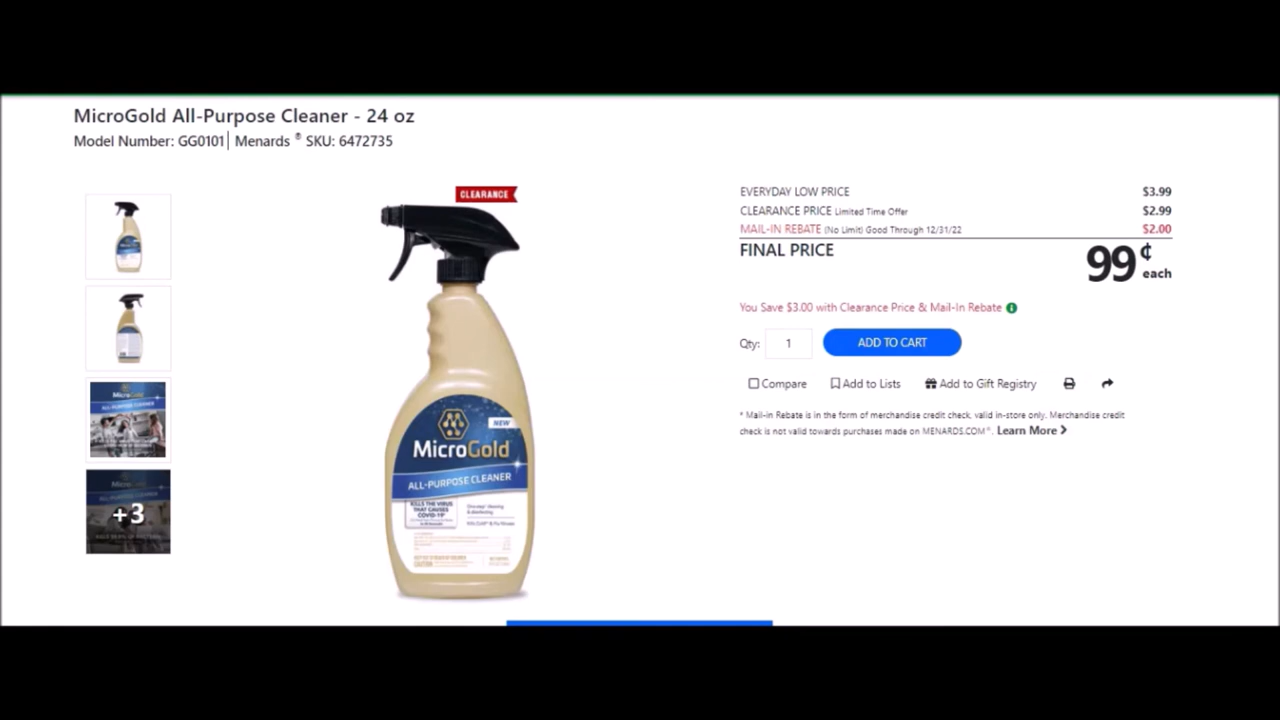 MicroGold All-Purpose Cleaner - 24 oz
Model Number: GG0101 | Menards ® SKU: 6472735
CLEARANCE
EVERYDAY LOW PRICE $3.99
CLEARANCE PRICE Limited Time Offer $2.99
MAIL-IN REBATE (No Limit) Good Through 12/31/22 $2.00
FINAL PRICE 99 ¢ each
You Save $3.00 with Clearance Price & Mail-In Rebate
Qty: 1 ADD TO CART
Compare Add to Lists Add to Gift Registry
* Mail-in Rebate is in the form of merchandise credit check, valid in-store only. Merchandise credit
check is not valid towards purchases made on MENARDS.COM®. Learn More
NEW
MicroGold
ALL-PURPOSE CLEANER
KILLS THE VIRUS
THAT CAUSES
COVID-19*
MicroGold
ALL-PURPOSE CLEANER
+3